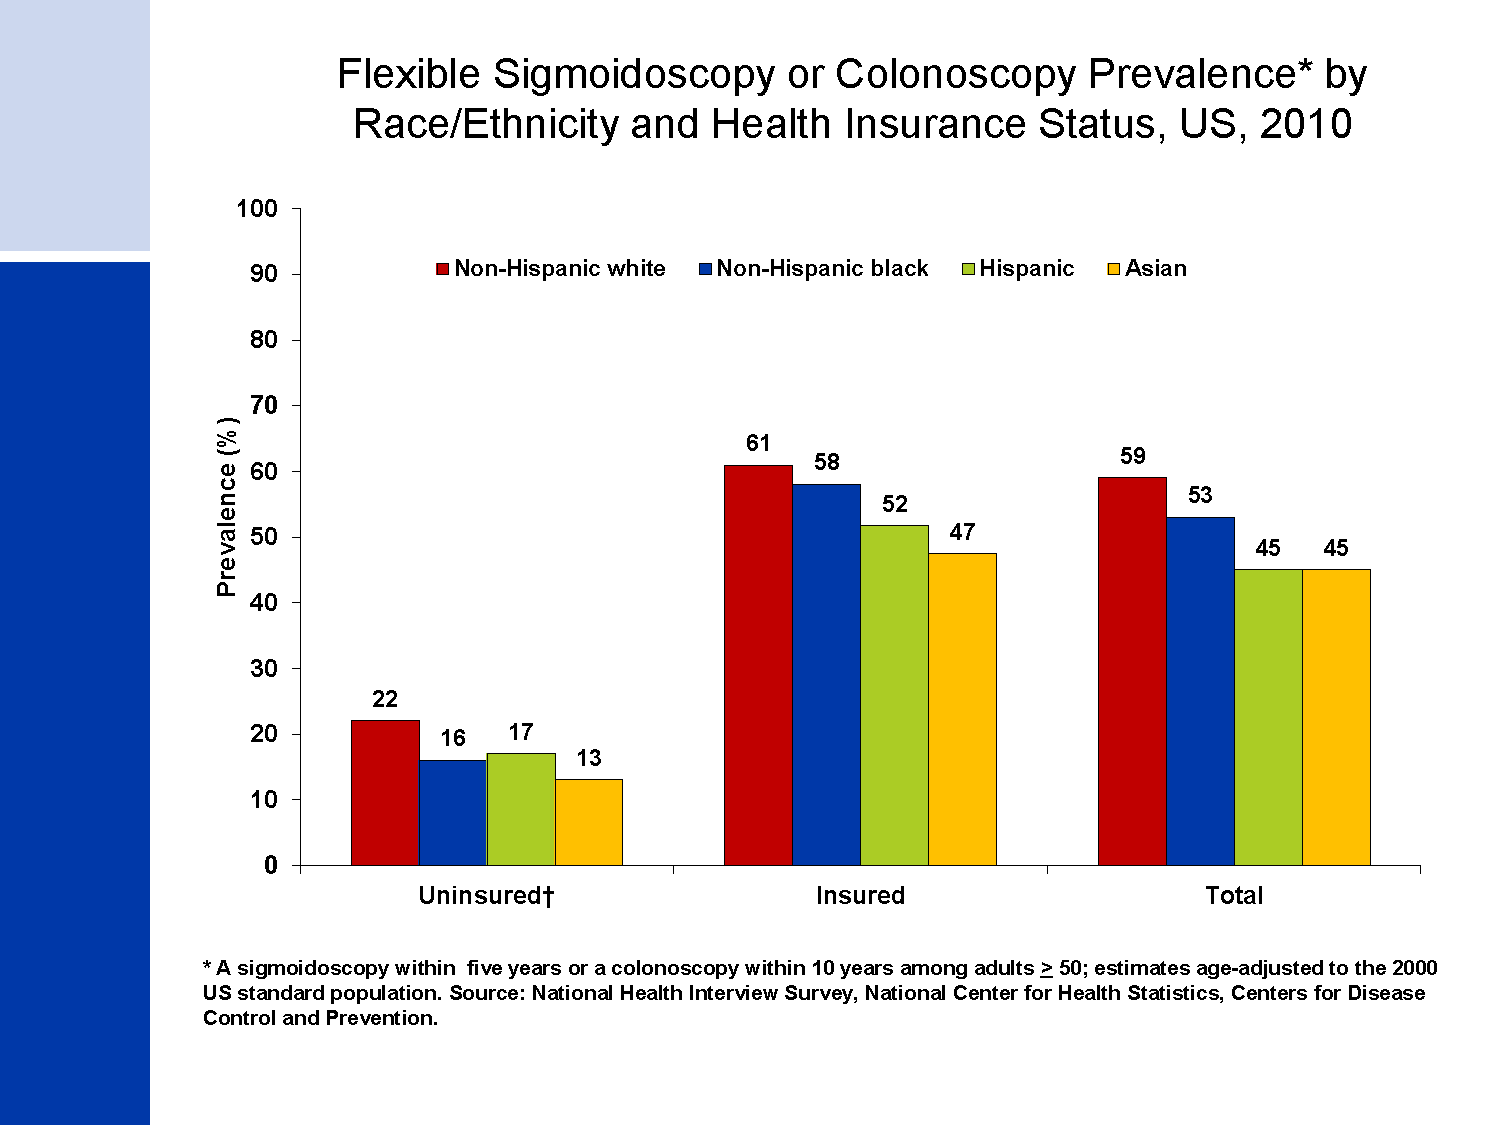 Flexible Sigmoidoscopy or Colonoscopy Prevalence* by
Race/Ethnicity and Health Insurance Status, US, 2010
100
90
80
70
60
50
40
30
20
10
0
Prevalence (%)
Non-Hispanic white Non-Hispanic black Hispanic Asian
22
16
17
13
61
58
52
47
59
53
45
45
Uninsured† Insured Total
* A sigmoidoscopy within five years or a colonoscopy within 10 years among adults ≥ 50; estimates age-adjusted to the 2000
US standard population. Source: National Health Interview Survey, National Center for Health Statistics, Centers for Disease
Control and Prevention.